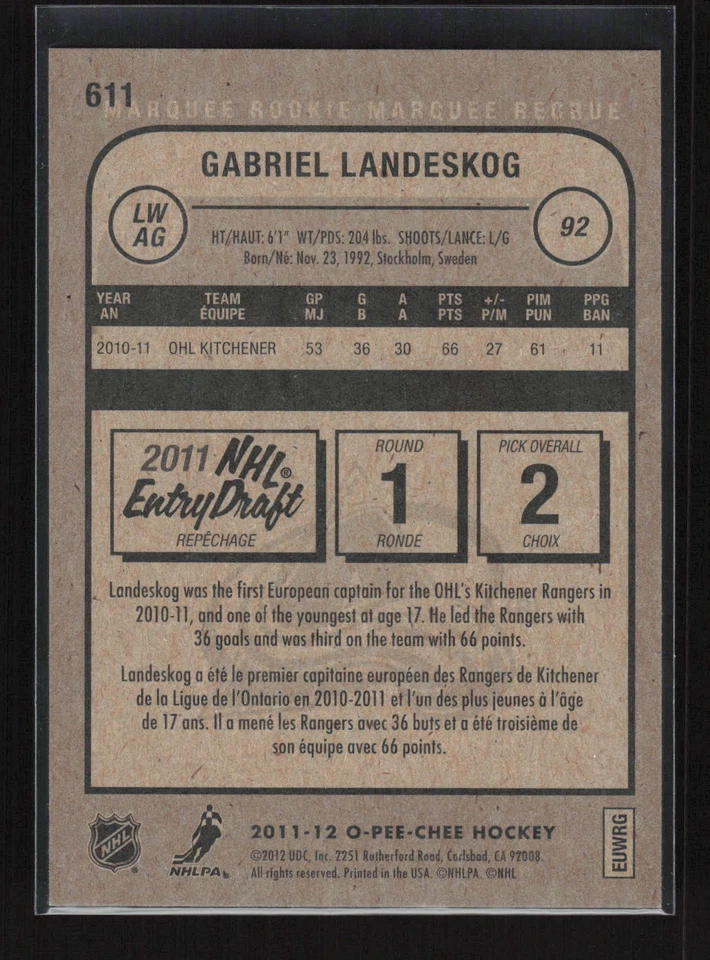 611
MARQUEE ROOKIE MARQUEE RECRUE
GABRIEL LANDESKOG
LW
AG
HT/HAUT: 6'1" WT/PDS: 204 lbs. SHOOTS/LANCE: L/G
Born/Né: Nov. 23, 1992, Stockholm, Sweden
92
YEAR TEAM GP G A PTS +/- PIM PPG
AN ÉQUIPE MJ B A PTS P/M PUN BAN
2010-11 OHL KITCHENER 53 36 30 66 27 61 11
2011 NHL®
Entry Draft
REPÊCHAGE
ROUND
1
RONDE
PICK OVERALL
2
CHOIX
Landeskog was the first European captain for the OHL's Kitchener Rangers in
2010-11, and one of the youngest at age 17. He led the Rangers with
36 goals and was third on the team with 66 points.
Landeskog a été le premier capitaine européen des Rangers de Kitchener
de la Ligue de l'Ontario en 2010-2011 et l'un des plus jeunes à l'âge
de 17 ans. Il a mené les Rangers avec 36 buts et a été troisième de
son équipe avec 66 points.
NHL
NHLPA
2011-12 O-PEE-CHEE HOCKEY
©2012 UDC, Inc. 2251 Rutherford Road, Carlsbad, CA 92008.
All rights reserved. Printed in the USA. ©NHLPA. ©NHL
EUWRG